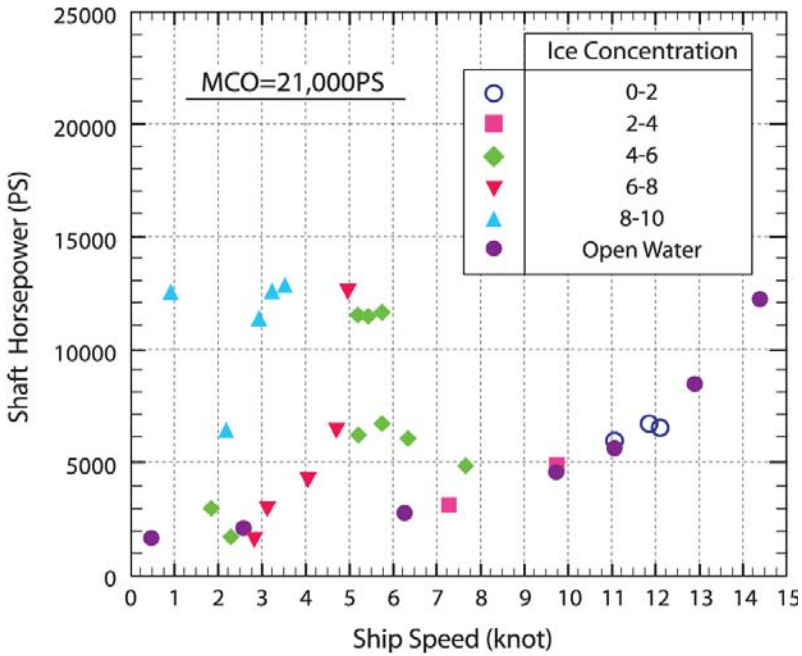 25000
20000
15000
10000
5000
0
Shaft Horsepower (PS)
MCO=21,000PS
Ice Concentration
0-2
2-4
4-6
6-8
8-10
Open Water
0 1 2 3 4 5 6 7 8 9 10 11 12 13 14 15
Ship Speed (knot)